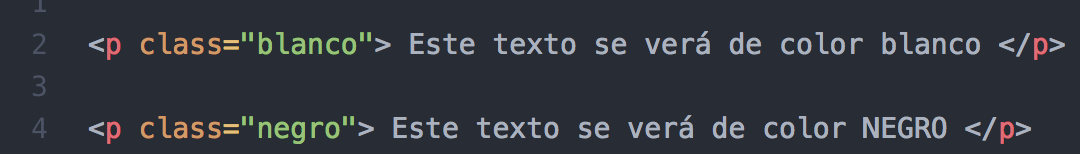 1
2 <p class="blanco"> Este texto se verá de color blanco </p>
3
4 <p class="negro"> Este texto se verá de color NEGRO </p>